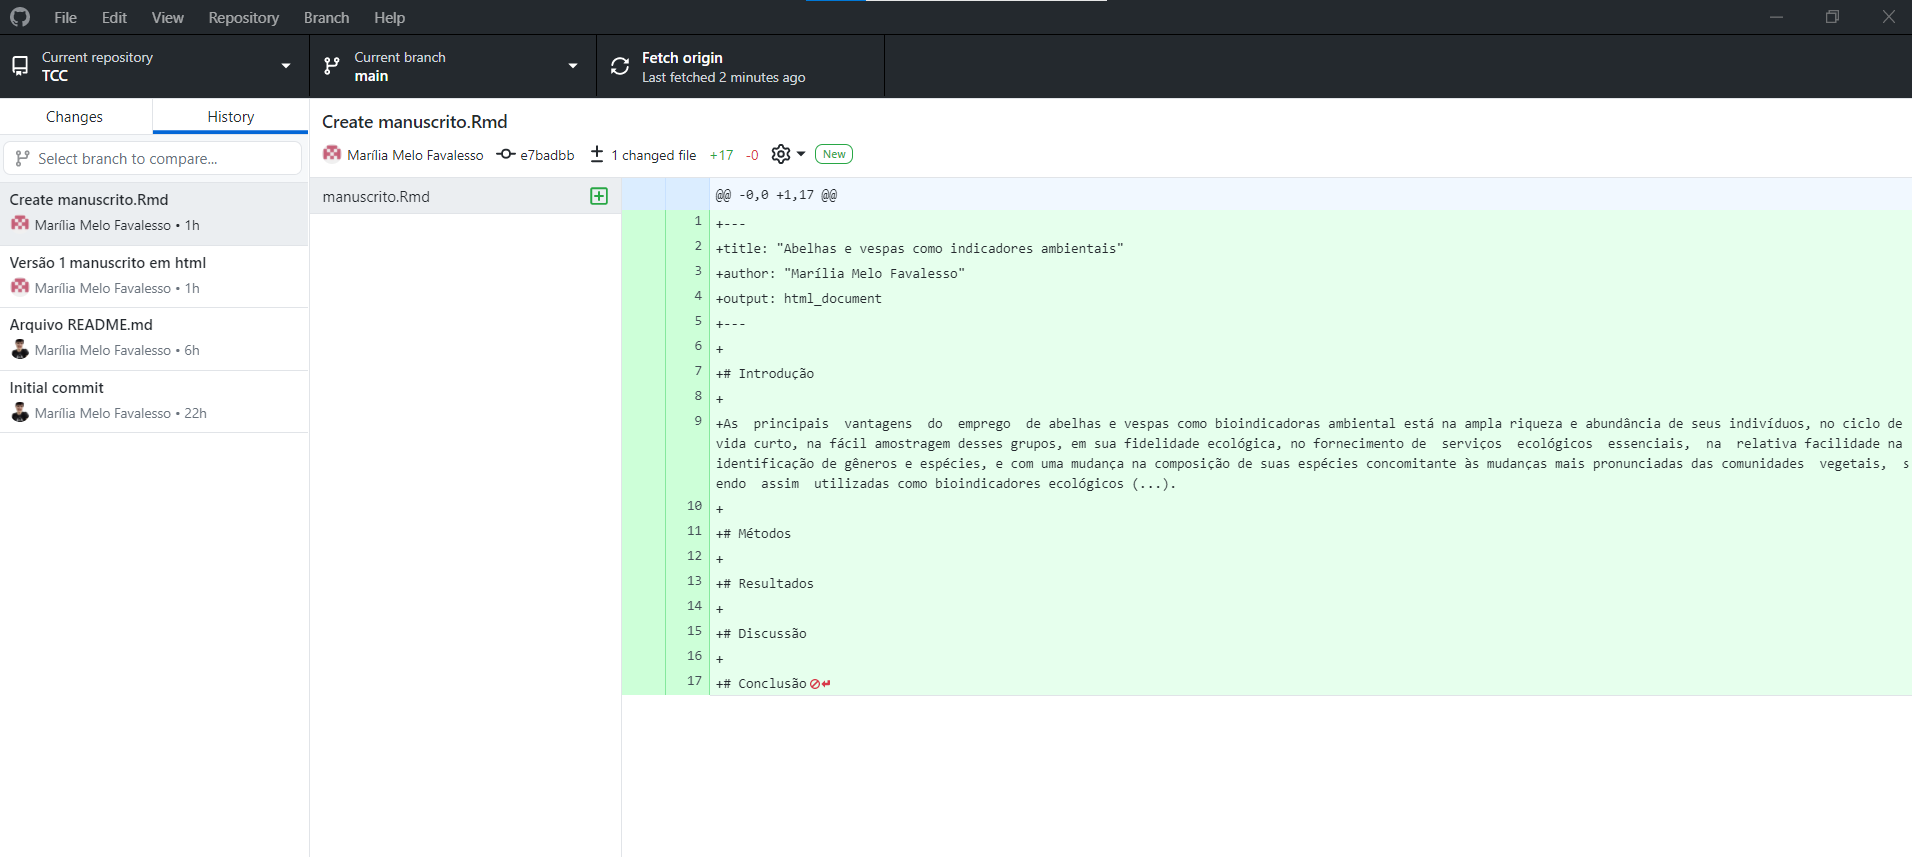 File Edit View Repository Branch Help
Current repository
TCC
Current branch
main
Fetch origin
Last fetched 2 minutes ago
Changes
History
Select branch to compare...
Create manuscrito.Rmd
Marília Melo Favalesso • 1h
Versão 1 manuscrito em html
Marília Melo Favalesso • 1h
Arquivo README.md
Marília Melo Favalesso • 6h
Initial commit
Marília Melo Favalesso • 22h
Create manuscrito.Rmd
Marília Melo Favalesso e7badbb 1 changed file +17 -0 New
manuscrito.Rmd
@@ -0,0 +1,17 @@
1 +---
2 +title: "Abelhas e vespas como indicadores ambientais"
3 +author: "Marília Melo Favalesso"
4 +output: html_document
5 +---
6 +
7 +# Introdução
8 +
9 +As  principais  vantagens  do  emprego  de abelhas e vespas como bioindicadoras ambiental está na ampla riqueza e abundância de seus indivíduos, no ciclo de
vida curto, na fácil amostragem desses grupos, em sua fidelidade ecológica, no fornecimento de  serviços  ecológicos  essenciais,  na  relativa facilidade na
identificação de gêneros e espécies, e com uma mudança na composição de suas espécies concomitante às mudanças mais pronunciadas das comunidades  vegetais,  s
endo  assim  utilizadas como bioindicadores ecológicos (...).
10 +
11 +# Métodos
12 +
13 +# Resultados
14 +
15 +# Discussão
16 +
17 +# Conclusão